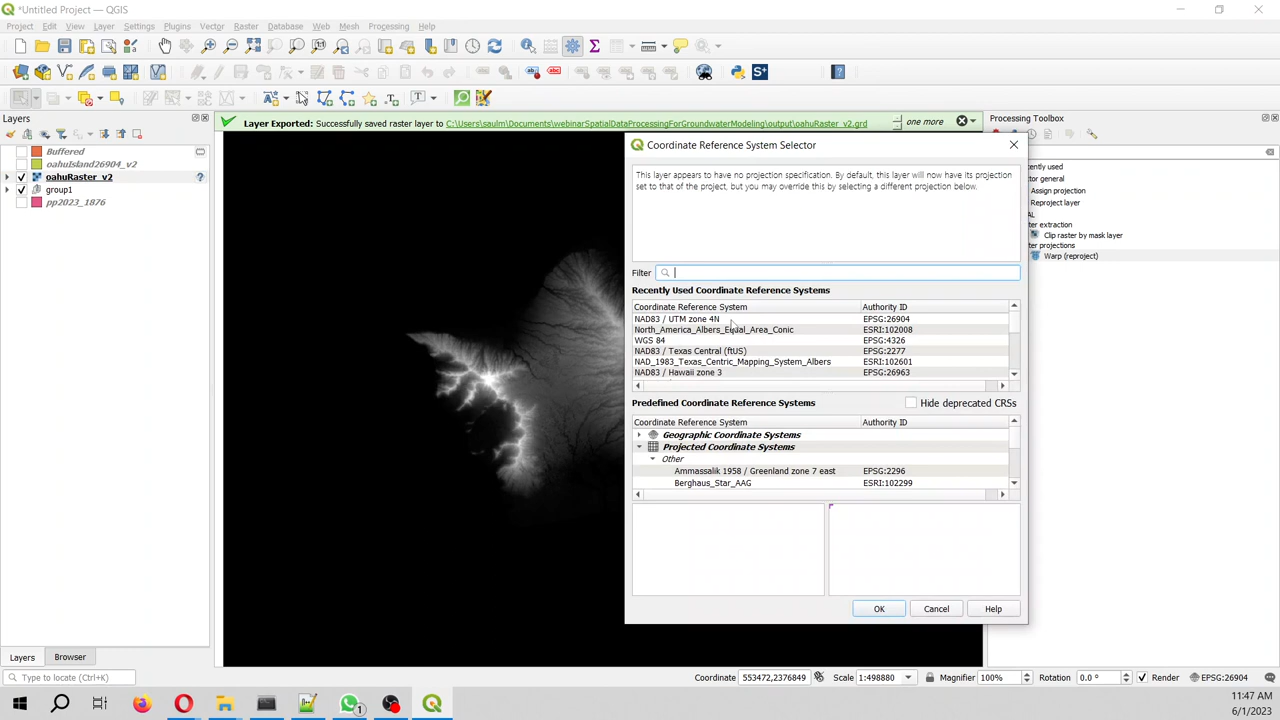 *Untitled Project — QGIS
Project Edit View Layer Settings Plugins Vector Raster Database Web Mesh Processing Help
Layers
Layer Exported: Successfully saved raster layer to C:\Users\saulm\Documents\webinarSpatialDataProcessingForGroundwaterModeling\output\oahuRaster_v2.grd
one more
Processing Toolbox
Buffered
oahuIsland26904_v2
oahuRaster_v2
group1
pp2023_1876
Coordinate Reference System Selector
This layer appears to have no projection specification. By default, this layer will now have its projection
set to that of the project, but you may override this by selecting a different projection below.
Filter
Recently Used Coordinate Reference Systems
Coordinate Reference System Authority ID
NAD83 / UTM zone 4N EPSG:26904
North_America_Albers_Equal_Area_Conic ESRI:102008
WGS 84 EPSG:4326
NAD83 / Texas Central (ftUS) EPSG:2277
NAD_1983_Texas_Centric_Mapping_System_Albers ESRI:102601
NAD83 / Hawaii zone 3 EPSG:26963
Predefined Coordinate Reference Systems
Hide deprecated CRSs
Coordinate Reference System Authority ID
Geographic Coordinate Systems
Projected Coordinate Systems
Other
Ammassalik 1958 / Greenland zone 7 east EPSG:2296
Berghaus_Star_AAG ESRI:102299
OK Cancel Help
Assign projection
Reproject layer
Clip raster by mask layer
Warp (reproject)
Layers Browser
Type to locate (Ctrl+K)
Coordinate 553472,2376849 Scale 1:498880 Magnifier 100% Rotation 0.0 ° Render EPSG:26904
11:47 AM
6/1/2023